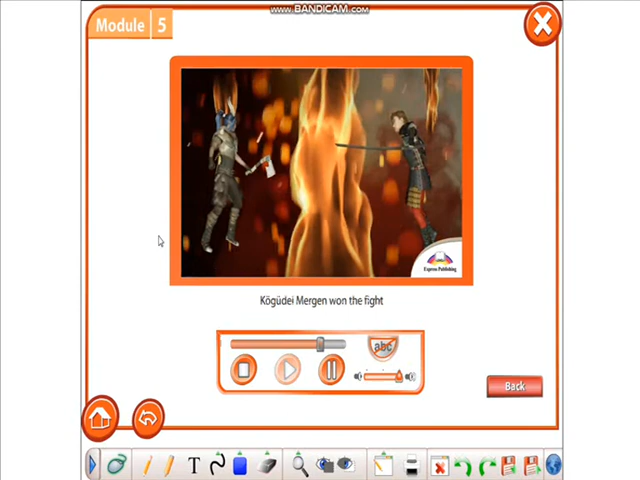 www.BANDICAM.com
Module 5
Express Publishing
Kögüdei Mergen won the fight
abc
Back
T